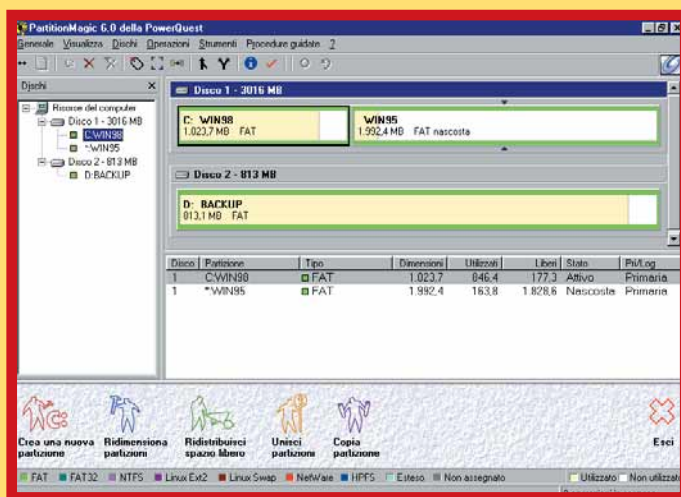 PartitionMagic 6.0 della PowerQuest
Generale Visualizza Dischi Operazioni Strumenti Procedure guidate ?
Dischi
Risorse del computer
Disco 1 - 3016 MB
C:WIN98
*:WIN95
Disco 2 - 813 MB
D:BACKUP
Disco 1 - 3016 MB
C: WIN98
1.023,7 MB FAT
WIN95
1.992,4 MB FAT nascosta
Disco 2 - 813 MB
D: BACKUP
813,1 MB FAT
Disco Partizione Tipo Dimensioni Utilizzati Liberi Stato Pri/Log
1 C:WIN98 FAT 1.023,7 846,4 177,3 Attivo Primaria
1 *:WIN95 FAT 1.992,4 163,8 1.828,6 Nascosta Primaria
Crea una nuova partizione
Ridimensiona partizioni
Ridistribuisci spazio libero
Unisci partizioni
Copia partizione
Esci
FAT FAT32 NTFS Linux Ext2 Linux Swap NetWare HPFS Esteso Non assegnato Utilizzato Non utilizzato